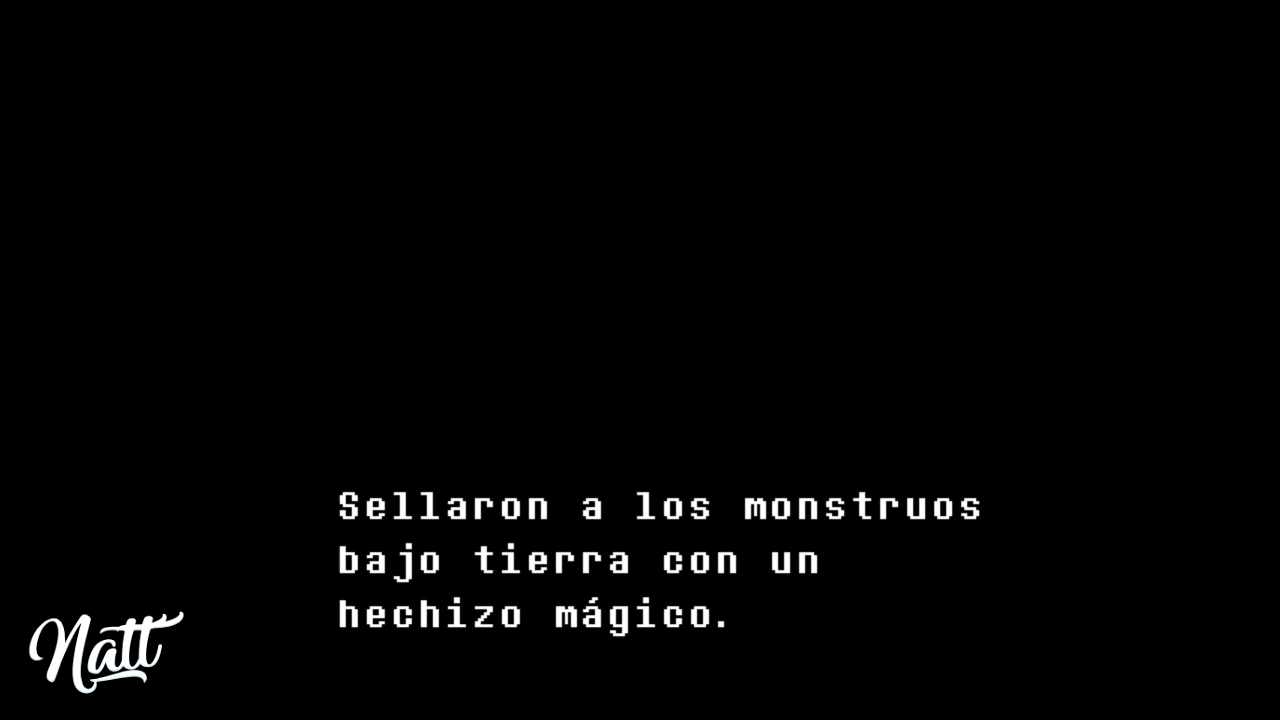 Sellaron a los monstruos
bajo tierra con un
hechizo mágico.
Natt